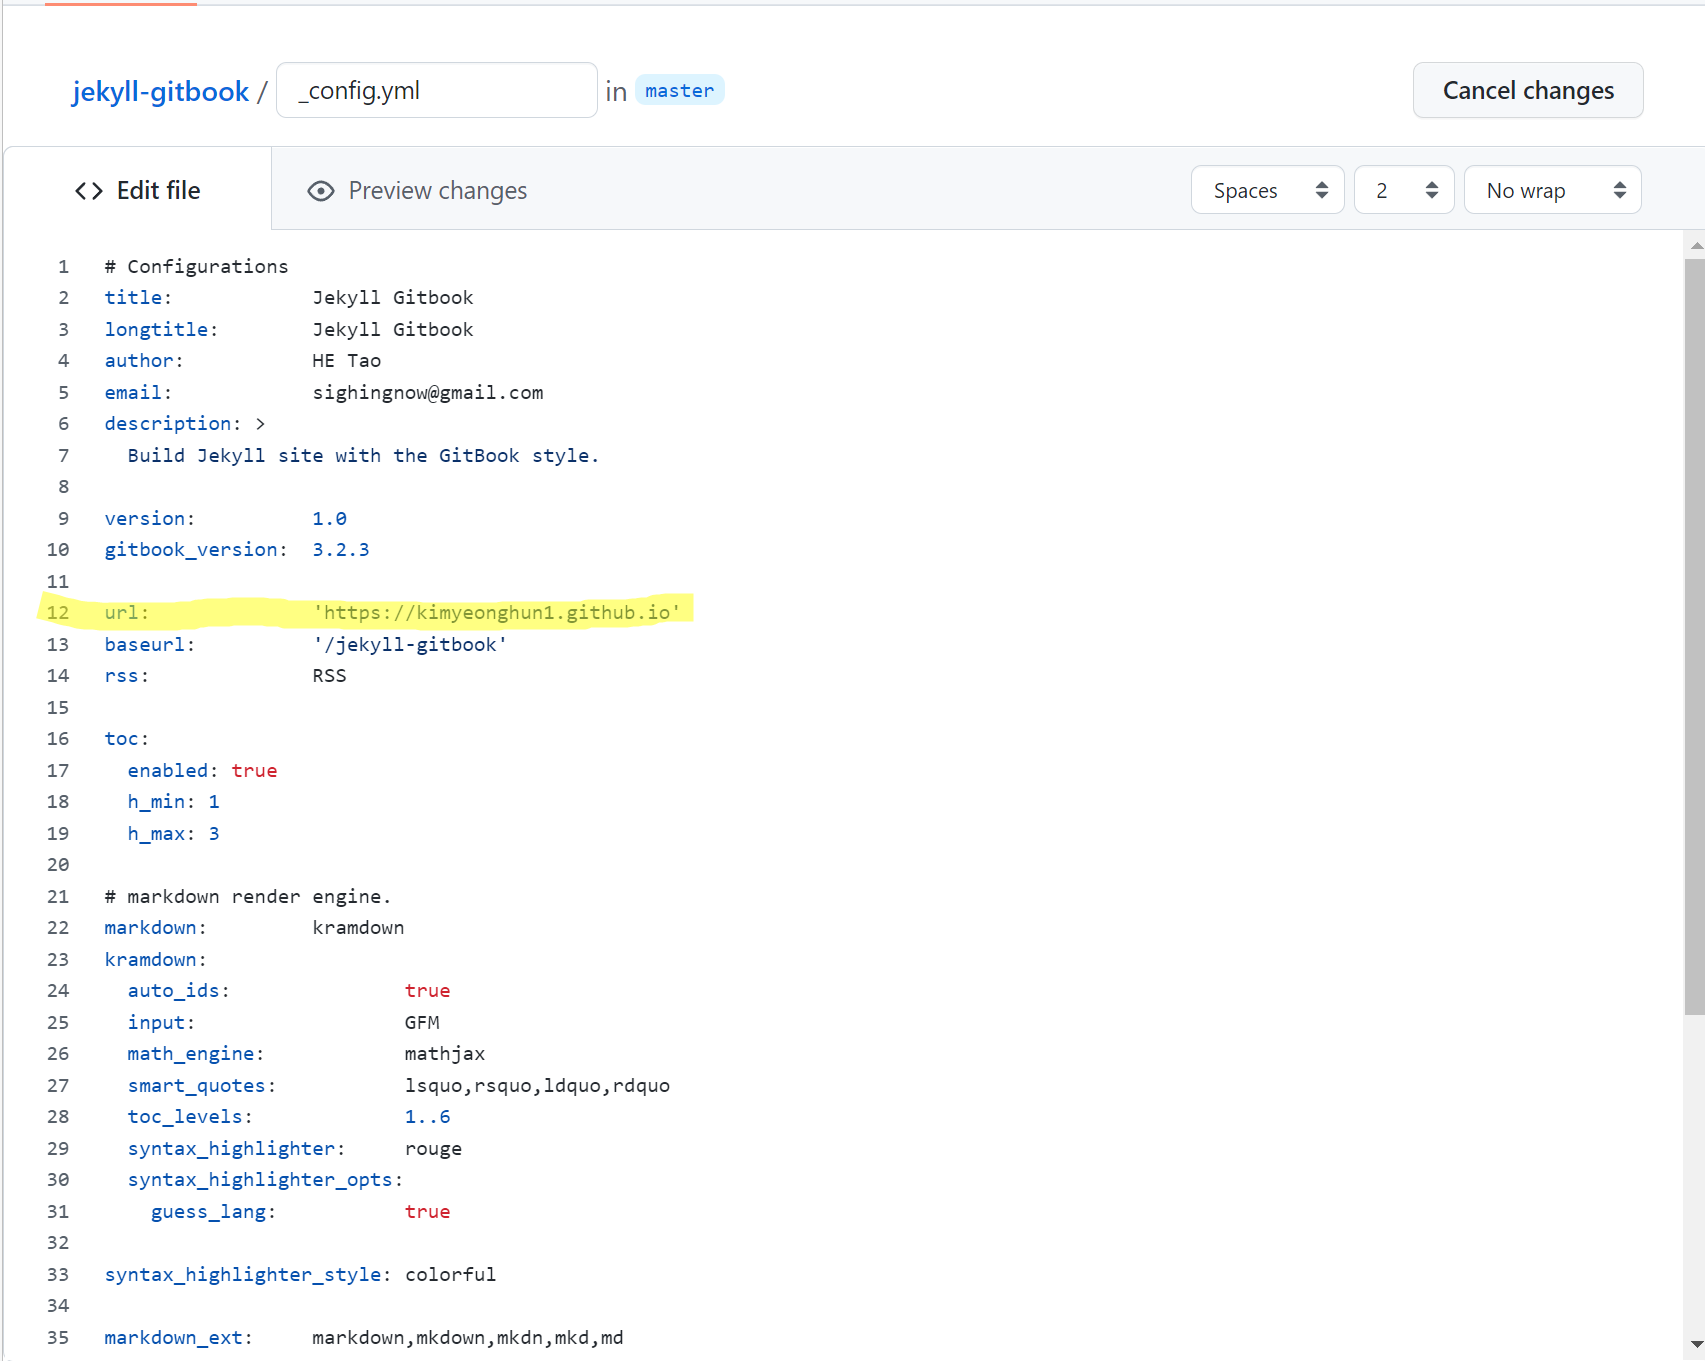 jekyll-gitbook / _config.yml in master Cancel changes
Edit file Preview changes Spaces 2 No wrap
1 # Configurations
2 title: Jekyll Gitbook
3 longtitle: Jekyll Gitbook
4 author: HE Tao
5 email: sighingnow@gmail.com
6 description: >
7 Build Jekyll site with the GitBook style.
8
9 version: 1.0
10 gitbook_version: 3.2.3
11
12 url: 'https://kimyeonghun1.github.io'
13 baseurl: '/jekyll-gitbook'
14 rss: RSS
15
16 toc:
17 enabled: true
18 h_min: 1
19 h_max: 3
20
21 # markdown render engine.
22 markdown: kramdown
23 kramdown:
24 auto_ids: true
25 input: GFM
26 math_engine: mathjax
27 smart_quotes: lsquo,rsquo,ldquo,rdquo
28 toc_levels: 1..6
29 syntax_highlighter: rouge
30 syntax_highlighter_opts:
31 guess_lang: true
32
33 syntax_highlighter_style: colorful
34
35 markdown_ext: markdown,mkdown,mkdn,mkd,md